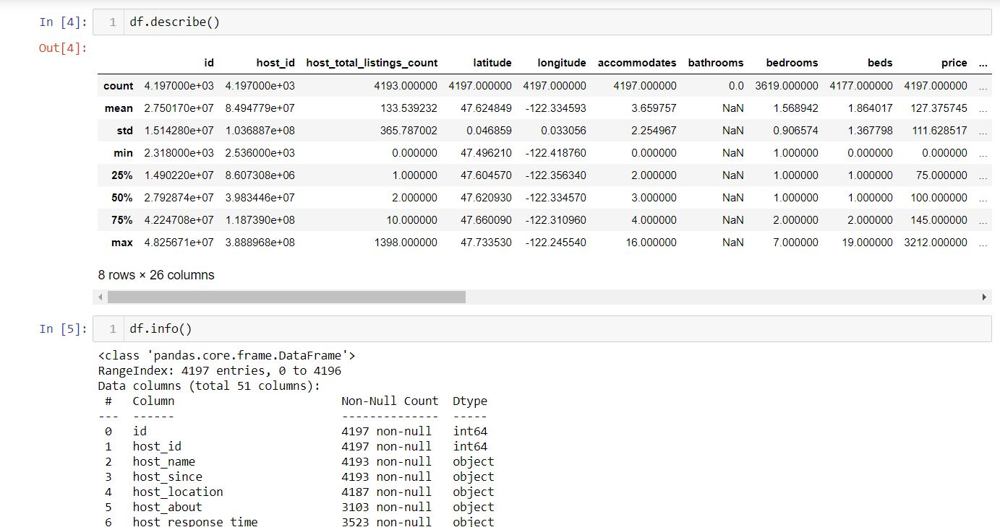 In [4]: 1 df.describe()
Out[4]:
id host_id host_total_listings_count latitude longitude accommodates bathrooms bedrooms beds price ...
count 4.197000e+03 4.197000e+03 4193.000000 4197.000000 4197.000000 4197.000000 0.0 3619.000000 4177.000000 4197.000000 ...
mean 2.750170e+07 8.494779e+07 133.539232 47.624849 -122.334593 3.659757 NaN 1.568942 1.864017 127.375745 ...
std 1.514280e+07 1.036887e+08 365.787002 0.046859 0.033056 2.254967 NaN 0.906574 1.367798 111.628517 ...
min 2.318000e+03 2.536000e+03 0.000000 47.496210 -122.418760 0.000000 NaN 1.000000 0.000000 0.000000 ...
25% 1.490220e+07 8.607308e+06 1.000000 47.604570 -122.356340 2.000000 NaN 1.000000 1.000000 75.000000 ...
50% 2.792874e+07 3.983446e+07 2.000000 47.620930 -122.334570 3.000000 NaN 1.000000 1.000000 100.000000 ...
75% 4.224708e+07 1.187390e+08 10.000000 47.660090 -122.310960 4.000000 NaN 2.000000 2.000000 145.000000 ...
max 4.825671e+07 3.888968e+08 1398.000000 47.733530 -122.245540 16.000000 NaN 7.000000 19.000000 3212.000000 ...
8 rows × 26 columns
In [5]: 1 df.info()
<class 'pandas.core.frame.DataFrame'>
RangeIndex: 4197 entries, 0 to 4196
Data columns (total 51 columns):
# Column Non-Null Count Dtype
--- ------ -------------- -----
0 id 4197 non-null int64
1 host_id 4197 non-null int64
2 host_name 4193 non-null object
3 host_since 4193 non-null object
4 host_location 4187 non-null object
5 host_about 3103 non-null object
6 host_response_time 3523 non-null object